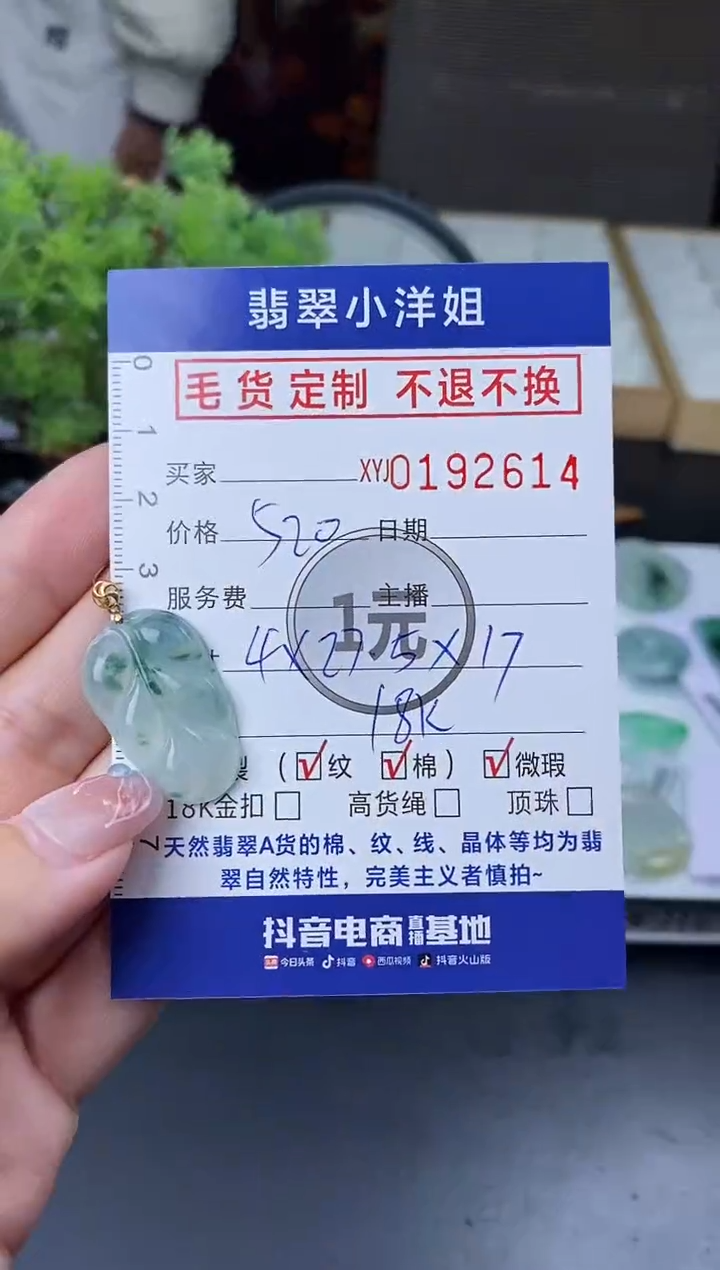 翡翠小洋姐
毛货定制 不退不换
0
1
2
3
7
买家 XYJ0192614
价格 520 日期
服务费 主播
1元
4X27.5X17
18K
(纹 棉) 微瑕
18K金扣 高货绳 顶珠
天然翡翠A货的棉、纹、线、晶体等均为翡
翠自然特性，完美主义者慎拍~
抖音电商直播基地
今日头条 抖音 西瓜视频 抖音火山版